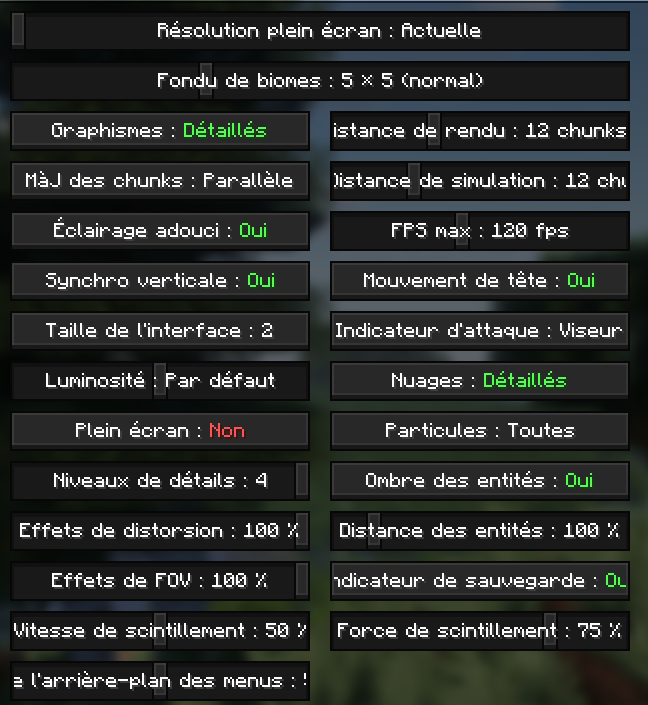 Résolution plein écran : Actuelle
Fondu de biomes : 5 × 5 (normal)
Graphismes : Détaillés
istance de rendu : 12 chunks
MàJ des chunks : Parallèle
istance de simulation : 12 chu
Éclairage adouci : Oui
FPS max : 120 fps
Synchro verticale : Oui
Mouvement de tête : Oui
Taille de l'interface : 2
Indicateur d'attaque : Viseur
Luminosité : Par défaut
Nuages : Détaillés
Plein écran : Non
Particules : Toutes
Niveaux de détails : 4
Ombre des entités : Oui
Effets de distorsion : 100 %
Distance des entités : 100 %
Effets de FOV : 100 %
ndicateur de sauvegarde : Ou
Vitesse de scintillement : 50 %
Force de scintillement : 75 %
e l'arrière-plan des menus :